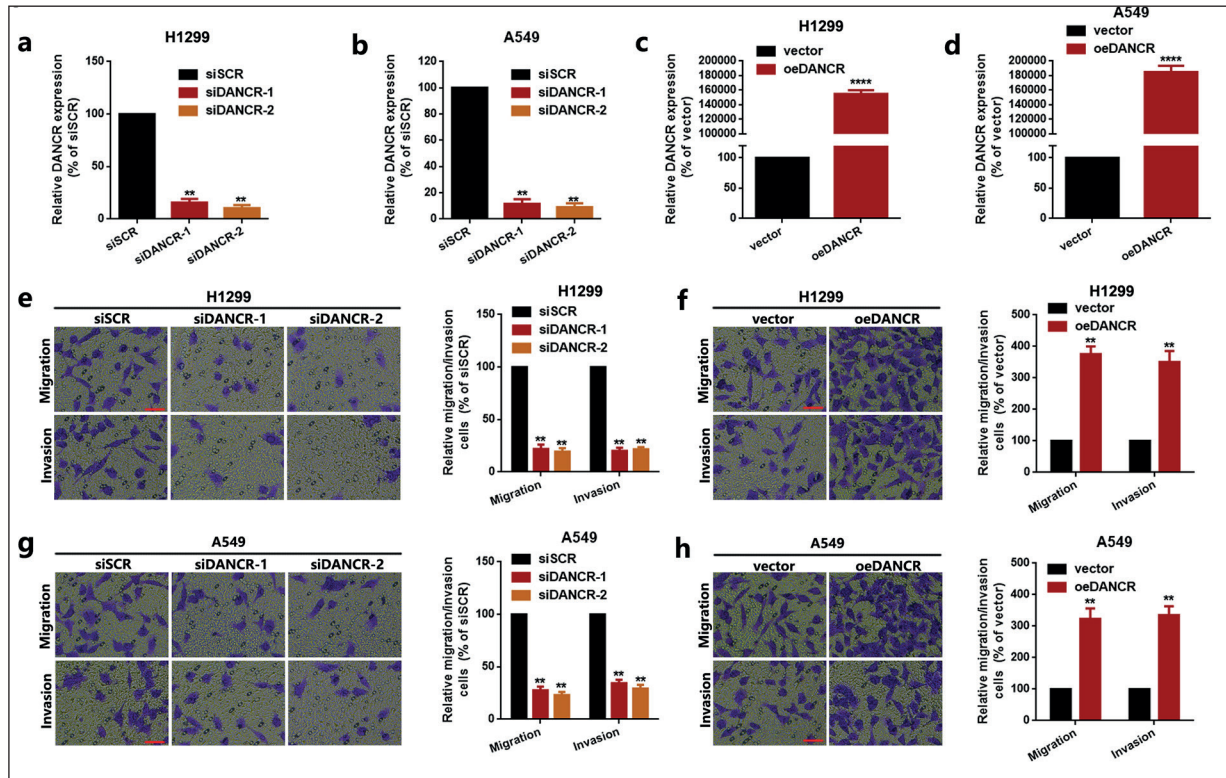 a
H1299
Relative DANCR expression
(% of siSCR)
150
100
50
0
siSCR
siDANCR-1
siDANCR-2
**
**
siSCR
siDANCR-1
siDANCR-2
b
A549
Relative DANCR expression
(% of siSCR)
120
100
80
60
40
20
0
siSCR
siDANCR-1
siDANCR-2
**
**
siSCR
siDANCR-1
siDANCR-2
c
H1299
vector
oeDANCR
Relative DANCR expression
(% of vector)
200000
180000
160000
140000
120000
100000
100
50
0
****
vector
oeDANCR
d
A549
vector
oeDANCR
Relative DANCR expression
(% of vector)
200000
180000
160000
140000
120000
100000
100
50
0
****
vector
oeDANCR
e
H1299
siSCR siDANCR-1 siDANCR-2
Migration
Invasion
H1299
Relative migration/invasion
cells (% of siSCR)
150
100
50
0
siSCR
siDANCR-1
siDANCR-2
** **
** **
Migration Invasion
f
H1299
vector oeDANCR
Migration
Invasion
H1299
Relative migration/invasion
cells (% of vector)
500
400
300
200
100
0
vector
oeDANCR
** **
Migration Invasion
g
A549
siSCR siDANCR-1 siDANCR-2
Migration
Invasion
A549
Relative migration/invasion
cells (% of siSCR)
150
100
50
0
siSCR
siDANCR-1
siDANCR-2
** **
** **
Migration Invasion
h
A549
vector oeDANCR
Migration
Invasion
A549
Relative migration/invasion
cells (% of vector)
500
400
300
200
100
0
vector
oeDANCR
** **
Migration Invasion